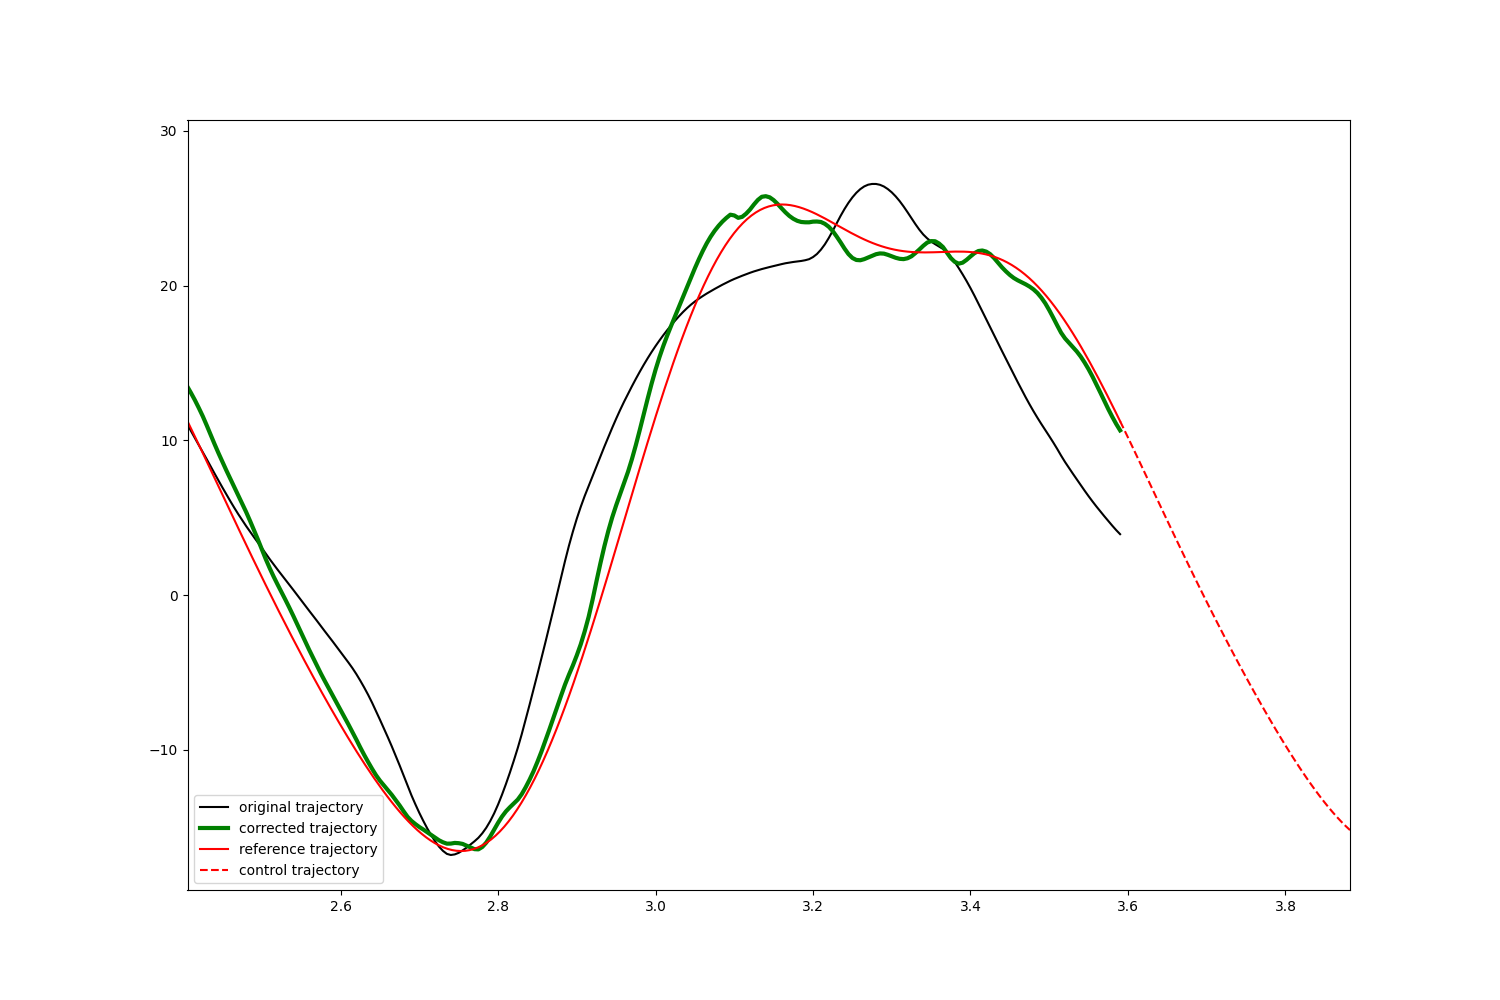 30
20
10
0
−10
original trajectory
corrected trajectory
reference trajectory
control trajectory
2.6 2.8 3.0 3.2 3.4 3.6 3.8